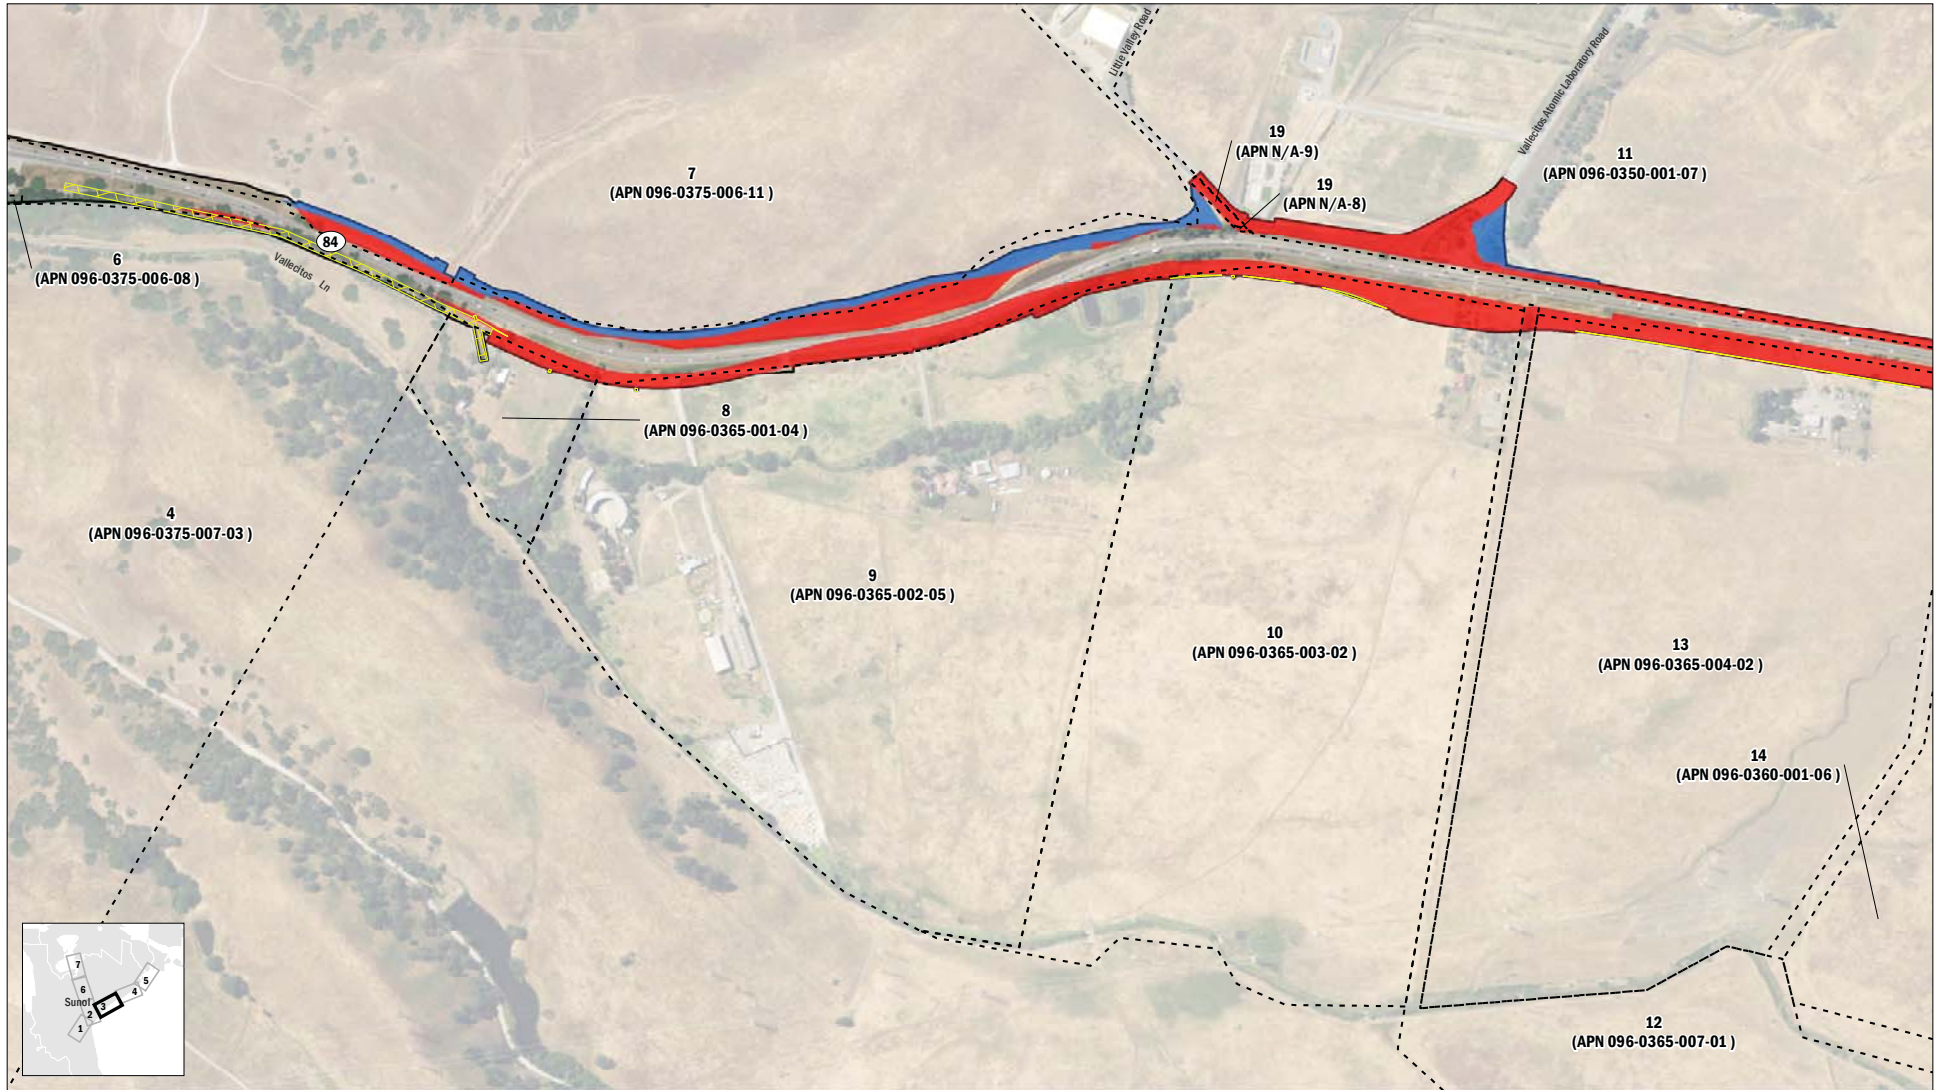 Little Valley Road
Vallecitos Atomic Laboratory Road
19
(APN N/A-9)
11
(APN 096-0350-001-07 )
7
(APN 096-0375-006-11 )
19
(APN N/A-8)
84
6
(APN 096-0375-006-08 )
Vallecitos Ln
8
(APN 096-0365-001-04 )
4
(APN 096-0375-007-03 )
9
(APN 096-0365-002-05 )
10
(APN 096-0365-003-02 )
13
(APN 096-0365-004-02 )
14
(APN 096-0360-001-06 )
12
(APN 096-0365-007-01 )
7
6
5
4
Sunol
3
2
1